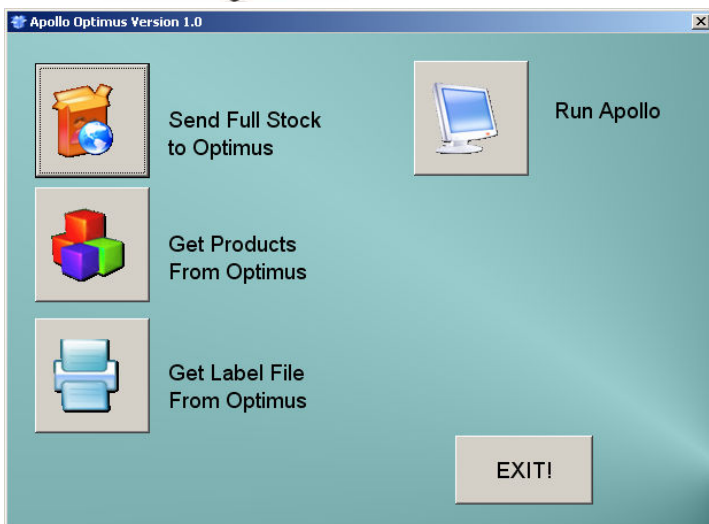 Apollo Optimus Version 1.0
Send Full Stock
to Optimus
Run Apollo
Get Products
From Optimus
Get Label File
From Optimus
EXIT!